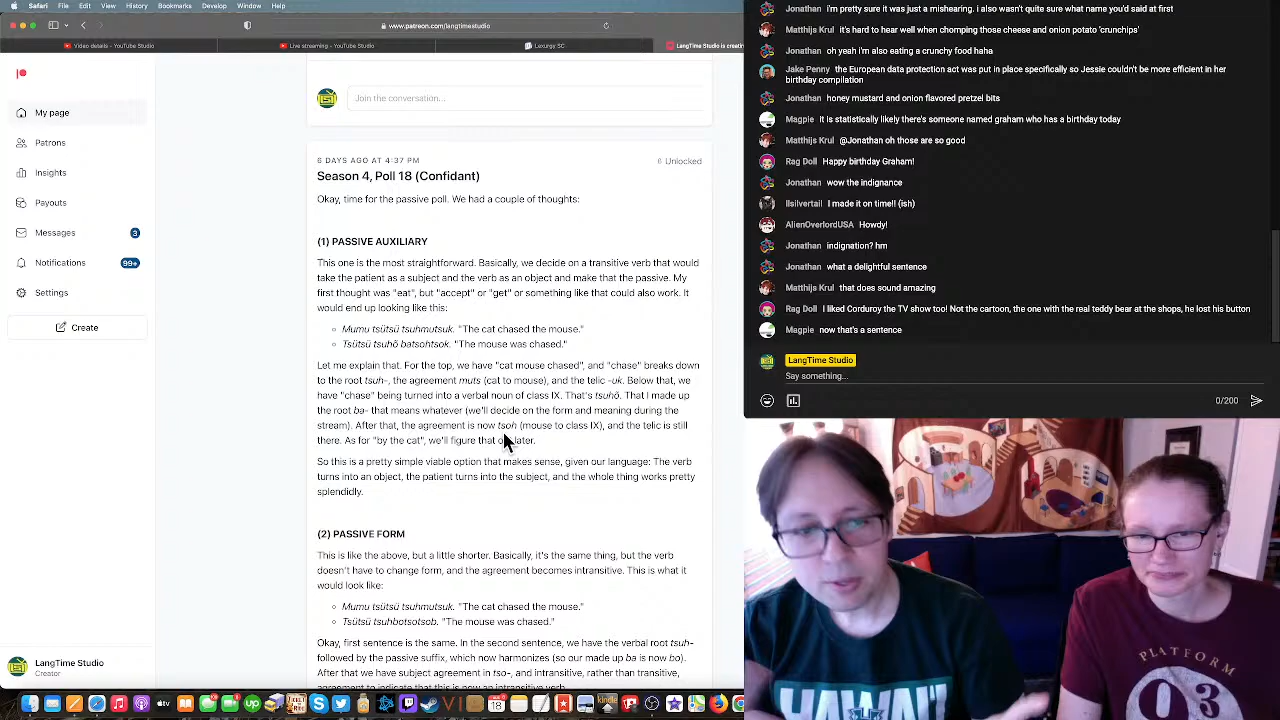 Safari File Edit View History Bookmarks Develop Window Help
www.patreon.com/langtimestudio
Video details - YouTube Studio
Live streaming - YouTube Studio
Lexurgy SC
LangTime Studio is creatin
My page
Patrons
Insights
Payouts
Messages 3
Notifications 99+
Settings
Create
LangTime Studio
Creator
Join the conversation...
6 DAYS AGO AT 4:37 PM
Unlocked
Season 4, Poll 18 (Confidant)
Okay, time for the passive poll. We had a couple of thoughts:
(1) PASSIVE AUXILIARY
This one is the most straightforward. Basically, we decide on a transitive verb that would
take the patient as a subject and the verb as an object and make that the passive. My
first thought was "eat", but "accept" or "get" or something like that could also work. It
would end up looking like this:
Mumu tsütsü tsuhmutsuk. "The cat chased the mouse."
Tsütsü tsuhō batsohtsok. "The mouse was chased."
Let me explain that. For the top, we have "cat mouse chased", and "chase" breaks down
to the root tsuh-, the agreement muts (cat to mouse), and the telic -uk. Below that, we
have "chase" being turned into a verbal noun of class IX. That's tsuhō. That I made up
the root ba- that means whatever (we'll decide on the form and meaning during the
stream). After that, the agreement is now tsoh (mouse to class IX), and the telic is still
there. As for "by the cat", we'll figure that out later.
So this is a pretty simple viable option that makes sense, given our language: The verb
turns into an object, the patient turns into the subject, and the whole thing works pretty
splendidly.
(2) PASSIVE FORM
This is like the above, but a little shorter. Basically, it's the same thing, but the verb
doesn't have to change form, and the agreement becomes intransitive. This is what it
would look like:
Mumu tsütsü tsuhmutsuk. "The cat chased the mouse."
Tsütsü tsuhbotsotsob. "The mouse was chased."
Okay, first sentence is the same. In the second sentence, we have the verbal root tsuh-
followed by the passive suffix, which now harmonizes (so our made up ba is now bo).
After that we have subject agreement in tso-, and intransitive, rather than transitive,
agreement to indicate that this is now an intransitive verb.
Jonathan i'm pretty sure it was just a mishearing. i also wasn't quite sure what name you'd said at first
Matthijs Krul it's hard to hear well when chomping those cheese and onion potato 'crunchips'
Jonathan oh yeah i'm also eating a crunchy food haha
Jake Penny the European data protection act was put in place specifically so Jessie couldn't be more efficient in her
birthday compilation
Jonathan honey mustard and onion flavored pretzel bits
Magpie it is statistically likely there's someone named graham who has a birthday today
Matthijs Krul @Jonathan oh those are so good
Rag Doll Happy birthday Graham!
Jonathan wow the indignance
Ilsilvertail I made it on time!! (ish)
AlienOverlordUSA Howdy!
Jonathan indignation? hm
Jonathan what a delightful sentence
Matthijs Krul that does sound amazing
Rag Doll I liked Corduroy the TV show too! Not the cartoon, the one with the real teddy bear at the shops, he lost his button
Magpie now that's a sentence
LangTime Studio
Say something...
0/200
PLATFORM